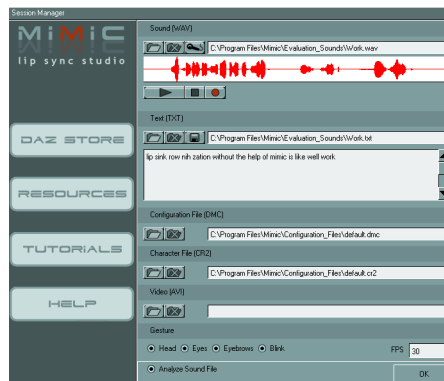 Session Manager
MiMiC
lip sync studio
DAZ STORE
RESOURCES
TUTORiALS
HELP
Sound (WAV)
C:\Program Files\Mimic\Evaluation_Sounds\Work.wav
Text (TXT)
C:\Program Files\Mimic\Evaluation_Sounds\Work.txt
lip sink row nih zation without the help of mimic is like well work
Configuration File (DMC)
C:\Program Files\Mimic\Configuration_Files\default.dmc
Character File (CR2)
C:\Program Files\Mimic\Configuration_Files\default.cr2
Video (AVI)
Gesture
Head Eyes Eyebrows Blink FPS 30
Analyze Sound File OK